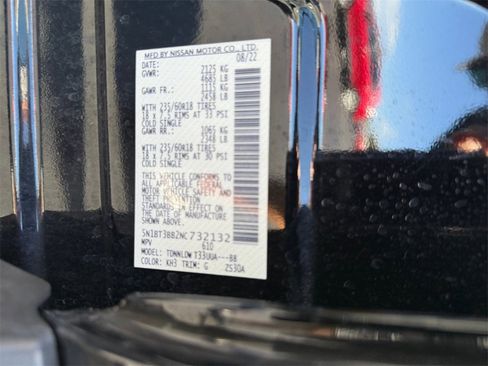 MFD BY NISSAN MOTOR CO., LTD.
DATE: 08/22
GVWR: 2125 KG
4685 LB
GAWR FR.: 1115 KG
2458 LB
WITH 235/60R18 TIRES
18 x 7.5 RIMS AT 33 PSI
COLD SINGLE
GAWR RR.: 1065 KG
2348 LB
WITH 235/60R18 TIRES
18 x 7.5 RIMS AT 30 PSI
COLD SINGLE
THIS VEHICLE CONFORMS TO
ALL APPLICABLE FEDERAL
MOTOR VEHICLE SAFETY AND
THEFT PREVENTION
STANDARDS IN EFFECT ON
THE DATE OF MANUFACTURE
SHOWN ABOVE.
5N1BT3BB2NC732132
MPV 610
MODEL: TDNNLDW T33UUA---BB
COLOR: KH3 TRIM: G ZS30A